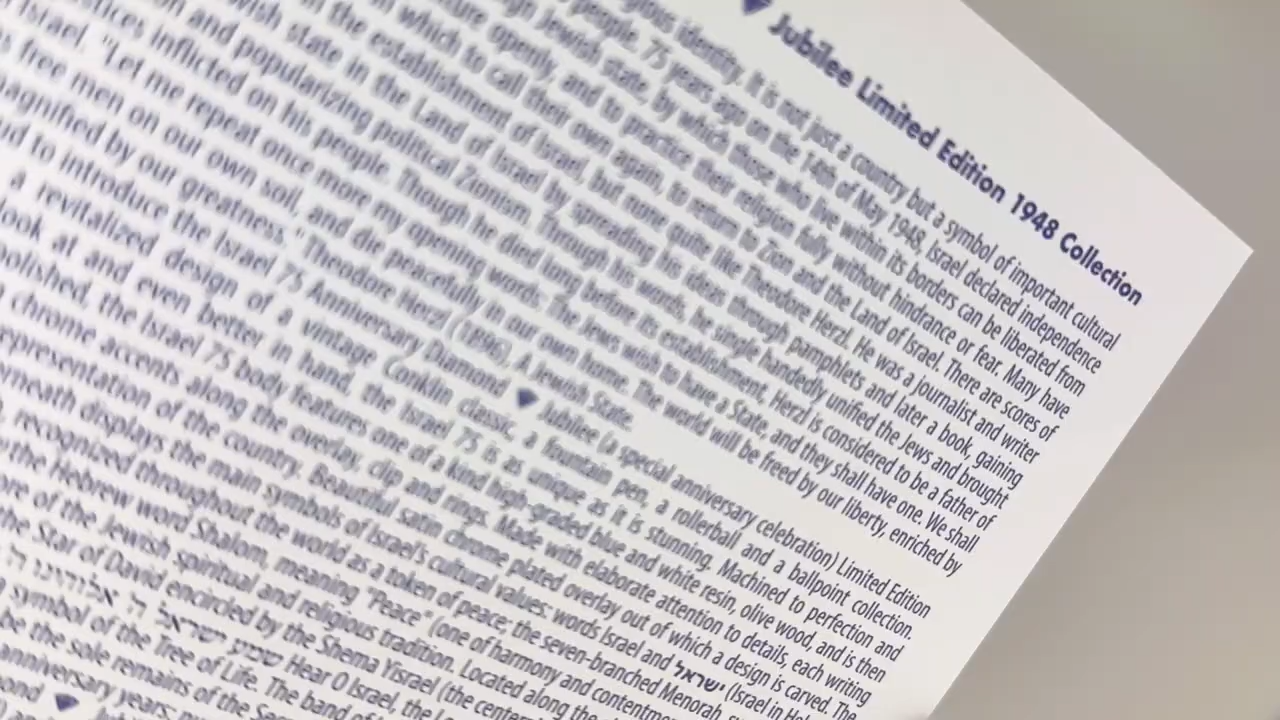 Jubilee Limited Edition 1948 Collection
identity. It is not just a country but a symbol of important cultural
people. 75 years ago on the 14th of May 1948, Israel declared independence
Jewish state, by which those who live within its borders can be liberated from
openly, and to practice their religion fully without hindrance or fear. Many have
in which to call their own again, to return to Zion and the Land of Israel. There are scores of
the establishment of Israel, but none quite like Theodore Herzl. He was a journalist and writer
state in the Land of Israel by spreading his ideas through pamphlets and later a book, gaining
and popularizing political Zionism. Through his words, he single handedly unified the Jews and brought
inflicted on his people. Though he died long before its establishment, Herzl is considered to be a father of
Israel. "Let me repeat once more my opening words: The Jews wish to have a State, and they shall have one. We shall
free men on our own soil, and die peacefully in our own home. The world will be freed by our liberty, enriched by
magnified by our greatness." Theodore Herzl (1896), A Jewish State.
to introduce the Israel 75 Anniversary Diamond Jubilee (a special anniversary celebration) Limited Edition
a revitalized design of a vintage Conklin classic, a fountain pen, a rollerball and a ballpoint collection.
look at and even better in hand, the Israel 75 is as unique as it is stunning. Machined to perfection and
polished, the Israel 75 body features one of a kind high-graded blue and white resin, olive wood, and is then
chrome accents along the overlay, clip and rings. Made with elaborate attention to details, each writing
representation of the country. Beautiful satin chrome plated overlay out of which a design is carved. The
displays the main symbols of Israel's cultural values: words Israel and ישראל (Israel in
recognized throughout the world as a token of peace; the seven-branched Menorah,
the Hebrew word Shalom, meaning "Peace" (one of harmony and
of the Jewish spiritual and religious tradition. Located along the
the Star of David encircled by the Shema Yisrael (the
שמע ישראל Hear O Israel, the
symbol of the Tree of Life. The band of
be the sole remains of the
anniversary years;